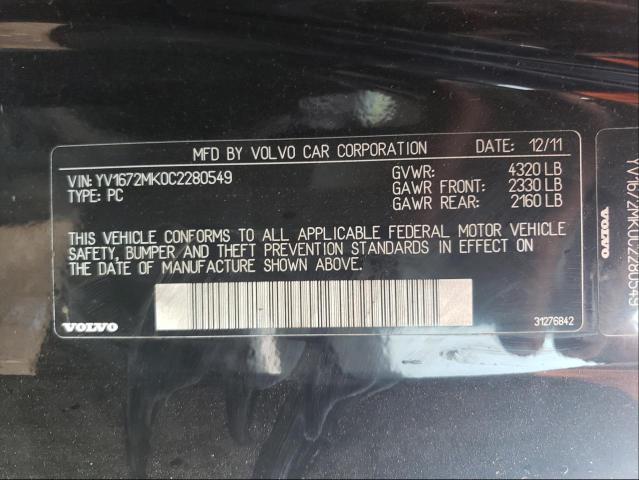 MFD BY VOLVO CAR CORPORATION DATE: 12/11
VIN: YV1672MK0C2280549 GVWR: 4320 LB
TYPE: PC GAWR FRONT: 2330 LB
GAWR REAR: 2160 LB
THIS VEHICLE CONFORMS TO ALL APPLICABLE FEDERAL MOTOR VEHICLE
SAFETY, BUMPER AND THEFT PREVENTION STANDARDS IN EFFECT ON
THE DATE OF MANUFACTURE SHOWN ABOVE.
VOLVO 31276842
VOLVO
YV1672MK0C2280549